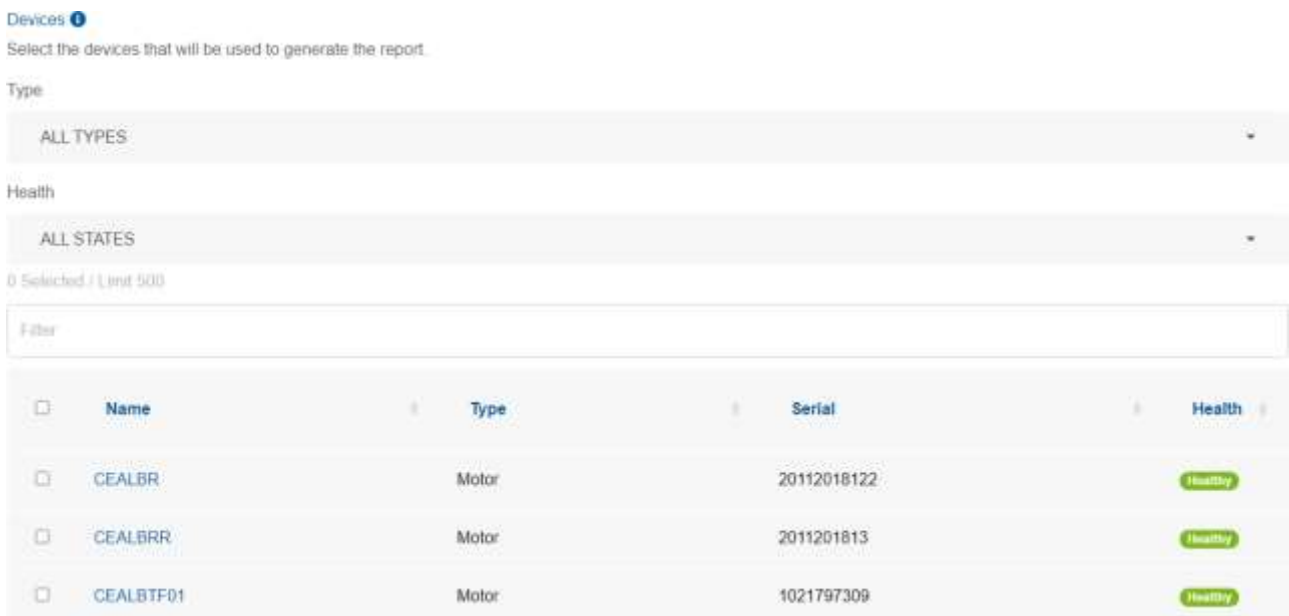 Devices
Select the devices that will be used to generate the report.
Type
ALL TYPES
Health
ALL STATES
0 Selected / Limit 500
Filter
Name Type Serial Health
CEALBR Motor 20112018122 Healthy
CEALBRR Motor 2011201813 Healthy
CEALBTF01 Motor 1021797309 Healthy